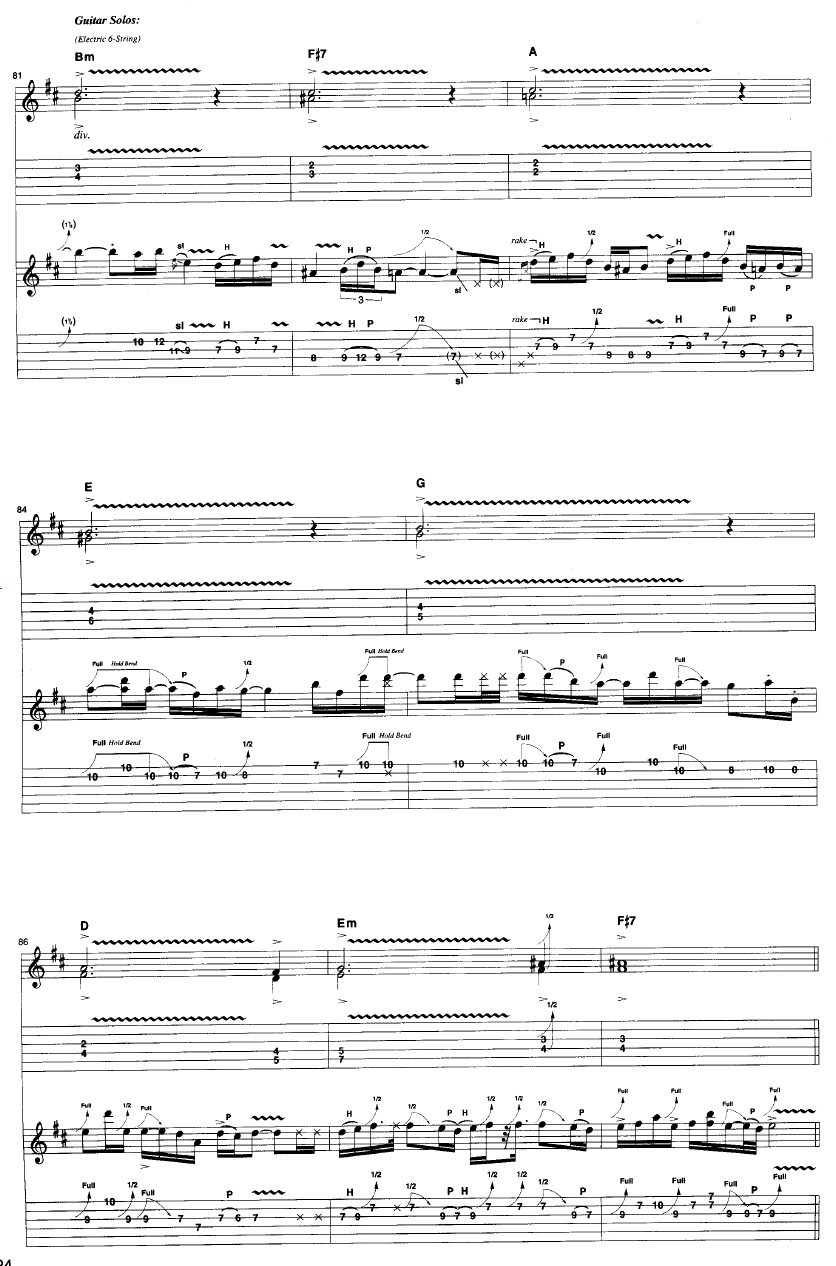 Guitar Solos:
(Electric 6-String)
Bm F♯7 A
81
div.
3 2 2
4 3 2
(1½) sl H H P 1/2 rake H 1/2 H Full
3 sl P P
(1½) sl H H P 1/2 rake H 1/2 H Full P P
10 12 11 9 7 9 7 7 8 9 12 9 7 (7) × (×) × × 7 9 7 7 9 8 9 7 9 7 7 9 7 9 7
sl
E G
84
4 4
6 5
Full Hold Bend P 1/2 Full Hold Bend Full P Full Full
Full Hold Bend P 1/2 Full Hold Bend Full P Full Full
10 10 10 10 7 10 8 7 7 10 10 × 10 × × 10 10 7 10 10 10 8 10 8
D Em 1/2 F♯7
86
2 4 5 3 3
4 5 7 4 1/2 4
Full 1/2 Full P H 1/2 1/2 P H 1/2 1/2 P Full Full Full P Full
Full 1/2 Full P H 1/2 1/2 P H 1/2 1/2 P Full Full Full P Full
9 10 9 9 7 7 7 6 7 × × 7 9 7 × 7 9 7 9 7 7 7 9 7 9 7 10 7 7 7 9 7 9